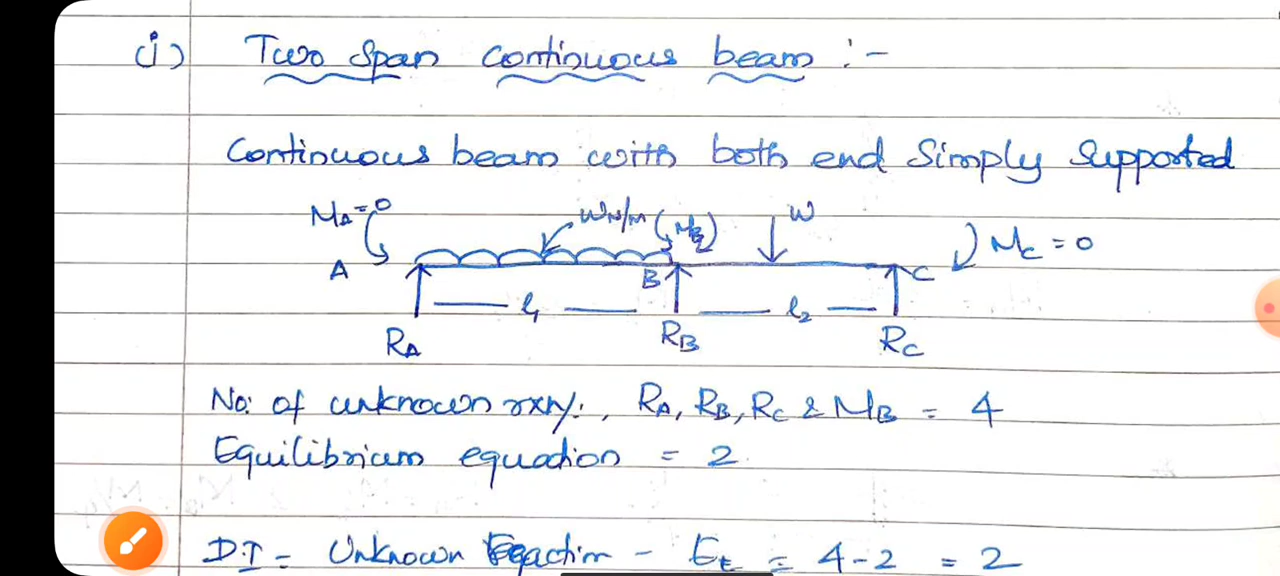 (i) Two Span continuous beam :-
Continuous beam with both end Simply Supported
MA=0 WN/M (MB) W MC = 0
A B C
l1 l2
RA RB RC
No: of unknown rxn:, RA, RB, RC & MB = 4
Equilibrium equation = 2
D.I = Unknown Reaction - Et = 4-2 = 2